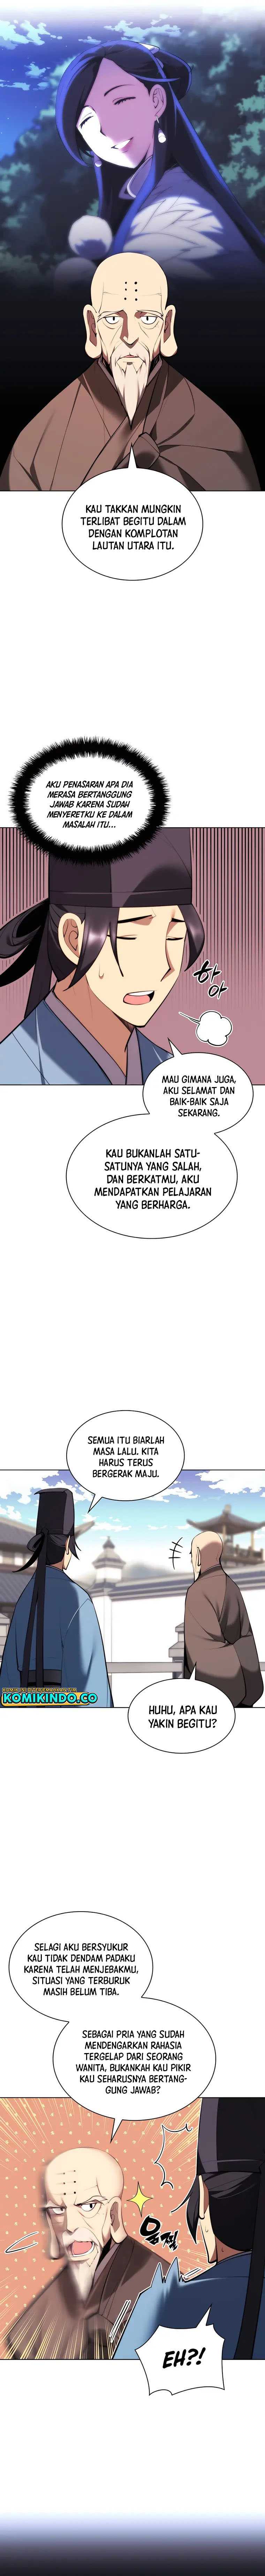 KAU TAKKAN MUNGKIN
TERLIBAT BEGITU DALAM
DENGAN KOMPLOTAN
LAUTAN UTARA ITU.
AKU PENASARAN APA DIA
MERASA BERTANGGUNG
JAWAB KARENA SUDAH
MENYERETKU KE DALAM
MASALAH ITU...
하
아
MAU GIMANA JUGA,
AKU SELAMAT DAN
BAIK-BAIK SAJA
SEKARANG.
KAU BUKANLAH SATU-
SATUNYA YANG SALAH,
DAN BERKATMU, AKU
MENDAPATKAN PELAJARAN
YANG BERHARGA.
SEMUA ITU BIARLAH
MASA LALU. KITA
HARUS TERUS
BERGERAK MAJU.
KOMIKINDO.CO
HUHU, APA KAU
YAKIN BEGITU?
SELAGI AKU BERSYUKUR
KAU TIDAK DENDAM PADAKU
KARENA TELAH MENJEBAKMU,
SITUASI YANG TERBURUK
MASIH BELUM TIBA.
SEBAGAI PRIA YANG SUDAH
MENDENGARKAN RAHASIA
TERGELAP DARI SEORANG
WANITA, BUKANKAH KAU PIKIR
KAU SEHARUSNYA BERTANG-
GUNG JAWAB?
움찔
EH?!